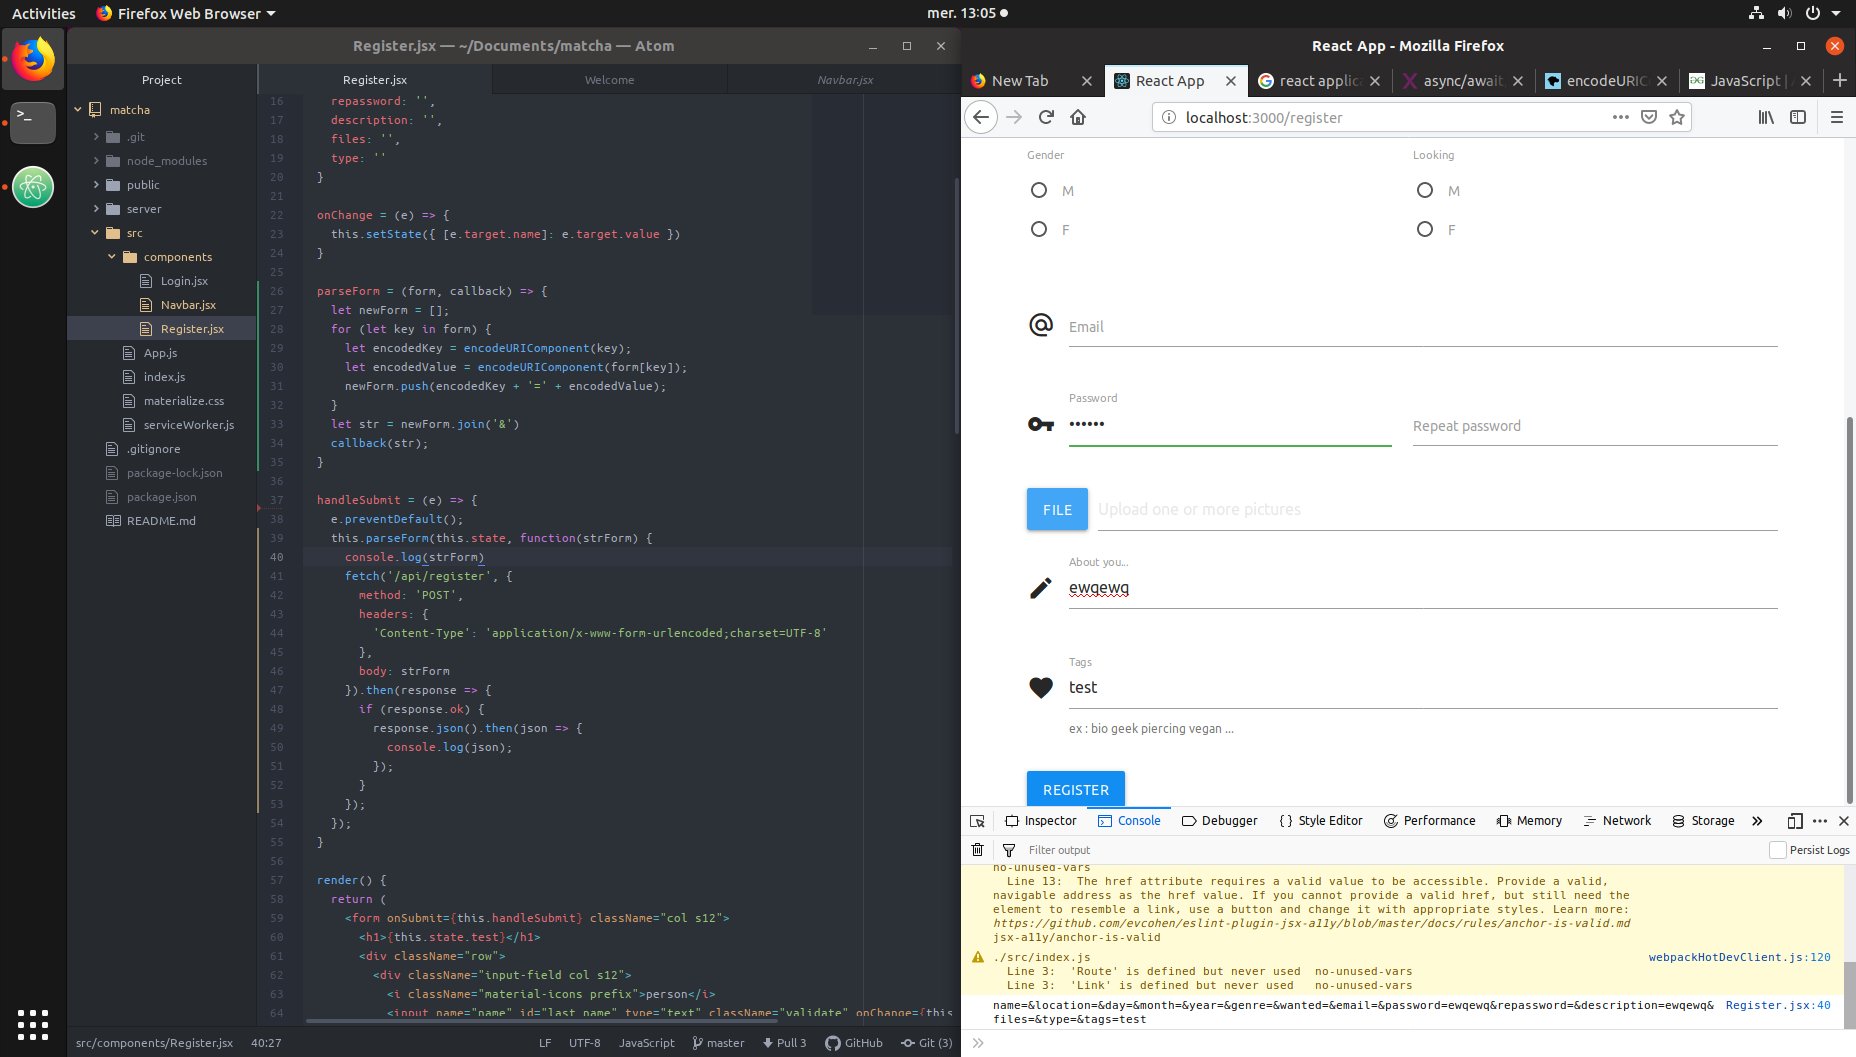 Activities
Firefox Web Browser
mer. 13:05
Register.jsx — ~/Documents/matcha — Atom
Project
matcha
.git
node_modules
public
server
src
components
Login.jsx
Navbar.jsx
Register.jsx
App.js
index.js
materialize.css
serviceWorker.js
.gitignore
package-lock.json
package.json
README.md
Register.jsx
Welcome
Navbar.jsx
16 repassword: '',
17 description: '',
18 files: '',
19 type: ''
20 }
21
22 onChange = (e) => {
23 this.setState({ [e.target.name]: e.target.value })
24 }
25
26 parseForm = (form, callback) => {
27 let newForm = [];
28 for (let key in form) {
29 let encodedKey = encodeURIComponent(key);
30 let encodedValue = encodeURIComponent(form[key]);
31 newForm.push(encodedKey + '=' + encodedValue);
32 }
33 let str = newForm.join('&')
34 callback(str);
35 }
36
37 handleSubmit = (e) => {
38 e.preventDefault();
39 this.parseForm(this.state, function(strForm) {
40 console.log(strForm)
41 fetch('/api/register', {
42 method: 'POST',
43 headers: {
44 'Content-Type': 'application/x-www-form-urlencoded;charset=UTF-8'
45 },
46 body: strForm
47 }).then(response => {
48 if (response.ok) {
49 response.json().then(json => {
50 console.log(json);
51 });
52 }
53 });
54 });
55 }
56
57 render() {
58 return (
59 <form onSubmit={this.handleSubmit} className="col s12">
60 <h1>{this.state.test}</h1>
61 <div className="row">
62 <div className="input-field col s12">
63 <i className="material-icons prefix">person</i>
64 <input name="name" id="last_name" type="text" className="validate" onChange={this
src/components/Register.jsx 40:27
LF UTF-8 JavaScript master Pull 3 GitHub Git (3)
React App - Mozilla Firefox
New Tab
React App
react applic
async/await
encodeURIC
JavaScript |
localhost:3000/register
Gender
Looking
M
M
F
F
Email
Password
••••••
Repeat password
FILE
Upload one or more pictures
About you...
ewqewq
Tags
test
ex : bio geek piercing vegan ...
REGISTER
Inspector Console Debugger {} Style Editor Performance Memory Network Storage
Filter output
Persist Logs
no-unused-vars
Line 13: The href attribute requires a valid value to be accessible. Provide a valid,
navigable address as the href value. If you cannot provide a valid href, but still need the
element to resemble a link, use a button and change it with appropriate styles. Learn more:
https://github.com/evcohen/eslint-plugin-jsx-a11y/blob/master/docs/rules/anchor-is-valid.md
jsx-a11y/anchor-is-valid
./src/index.js webpackHotDevClient.js:120
Line 3: 'Route' is defined but never used no-unused-vars
Line 3: 'Link' is defined but never used no-unused-vars
name=&location=&day=&month=&year=&genre=&wanted=&email=&password=ewqewq&repassword=&description=ewqewq& Register.jsx:40
files=&type=&tags=test